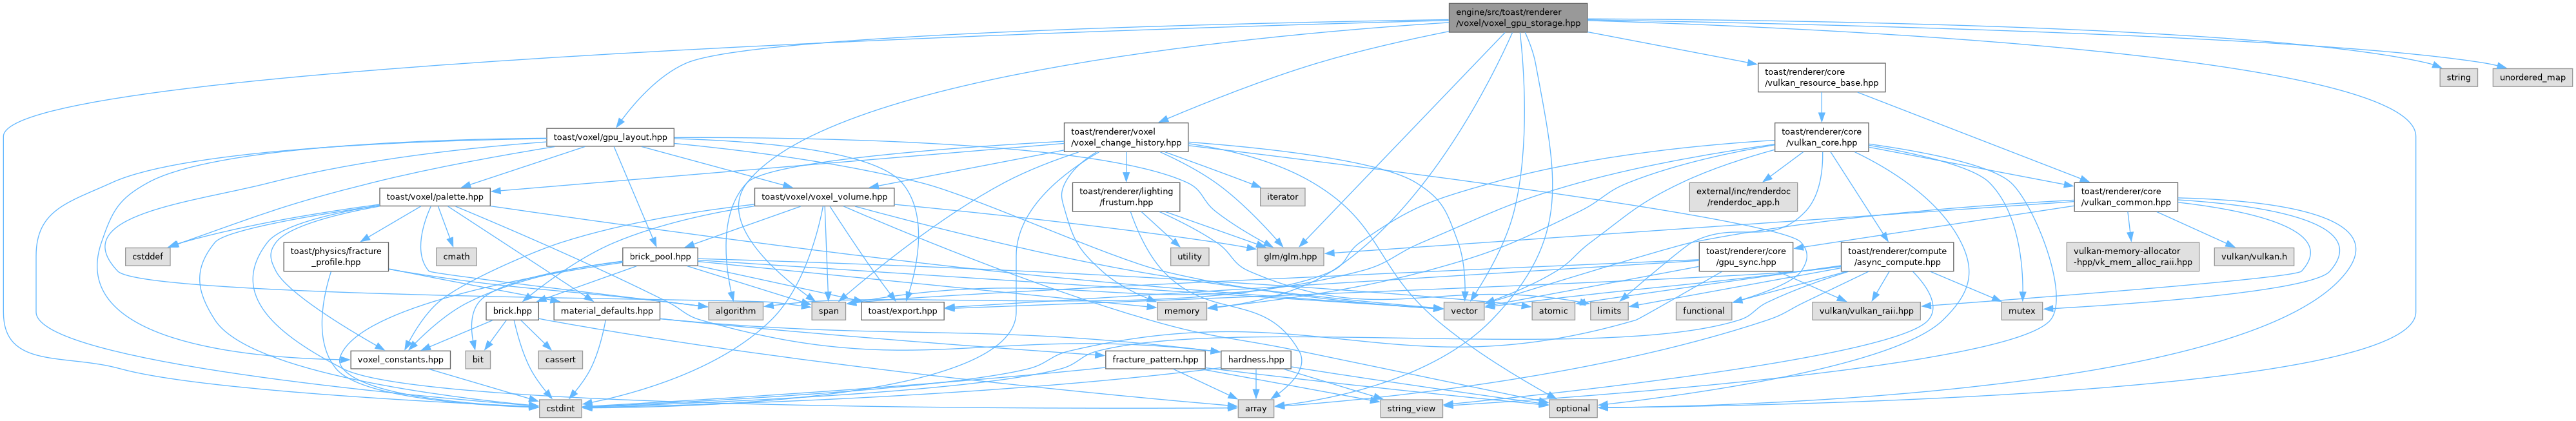 engine/src/toast/renderer
/voxel/voxel_gpu_storage.hpp
toast/renderer/core
/vulkan_resource_base.hpp
string
unordered_map
toast/voxel/gpu_layout.hpp
toast/renderer/voxel
/voxel_change_history.hpp
toast/renderer/core
/vulkan_core.hpp
toast/voxel/palette.hpp
toast/voxel/voxel_volume.hpp
toast/renderer/lighting
/frustum.hpp
iterator
external/inc/renderdoc
/renderdoc_app.h
toast/renderer/core
/vulkan_common.hpp
cstddef
toast/physics/fracture
_profile.hpp
cmath
brick_pool.hpp
utility
glm/glm.hpp
toast/renderer/core
/gpu_sync.hpp
toast/renderer/compute
/async_compute.hpp
vulkan-memory-allocator
-hpp/vk_mem_alloc_raii.hpp
vulkan/vulkan.h
brick.hpp
material_defaults.hpp
algorithm
span
toast/export.hpp
memory
vector
atomic
limits
functional
vulkan/vulkan_raii.hpp
mutex
voxel_constants.hpp
bit
cassert
fracture_pattern.hpp
hardness.hpp
cstdint
array
string_view
optional